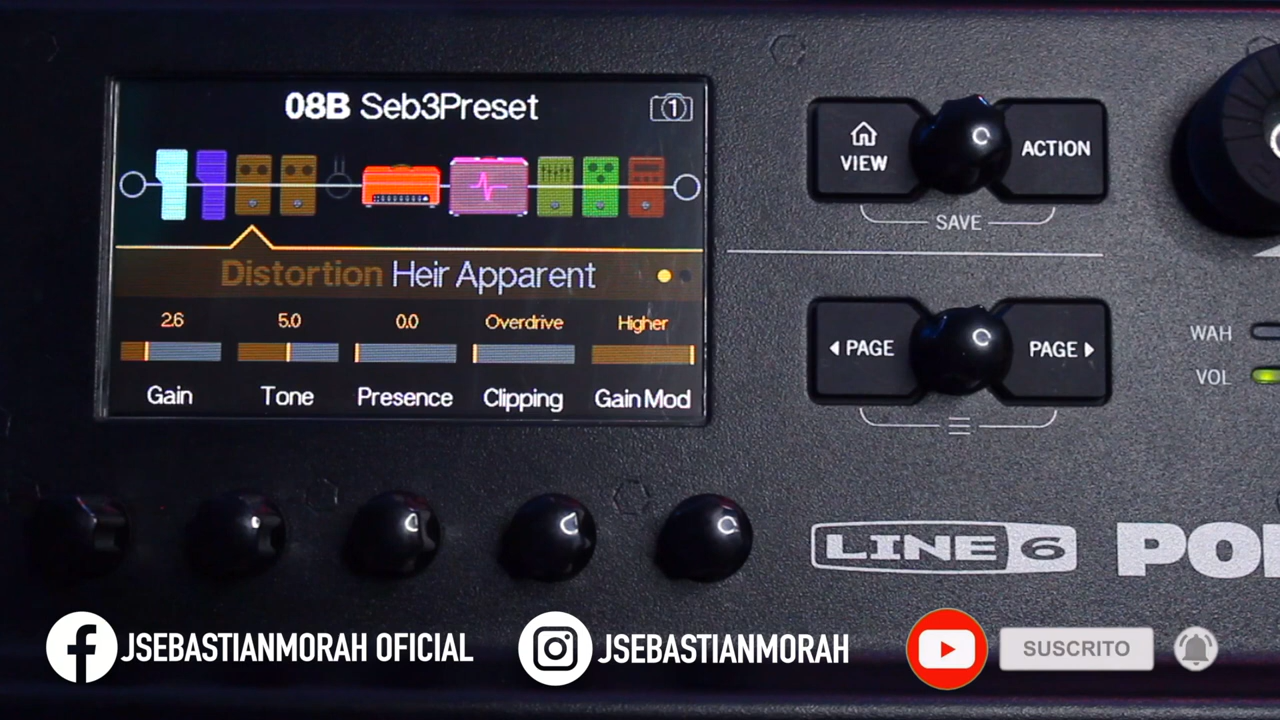 08B Seb3Preset
1
Distortion Heir Apparent
2.6 5.0 0.0 Overdrive Higher
Gain Tone Presence Clipping Gain Mod
VIEW
ACTION
SAVE
PAGE
PAGE
WAH
VOL
LINE 6
JSEBASTIANMORAH OFICIAL
JSEBASTIANMORAH
SUSCRITO